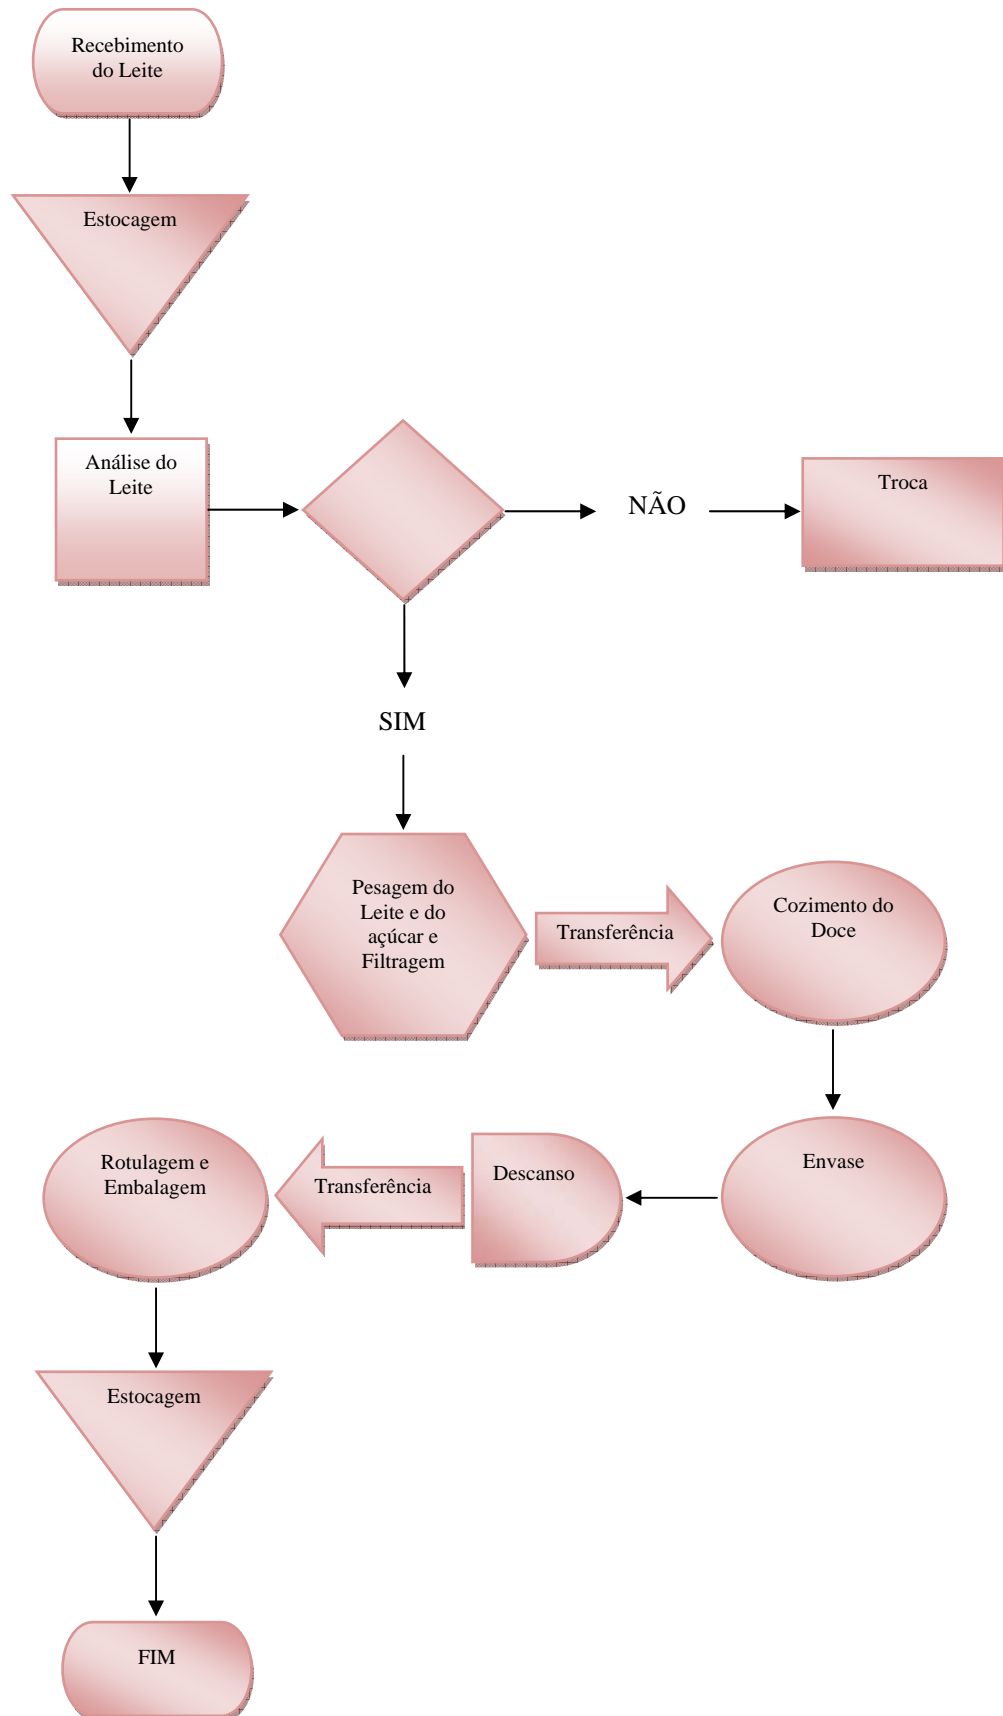 Recebimento
do Leite
Estocagem
Análise do
Leite
NÃO
Troca
SIM
Pesagem do
Leite e do
açúcar e
Filtragem
Transferência
Cozimento do
Doce
Envase
Descanso
Transferência
Rotulagem e
Embalagem
Estocagem
FIM